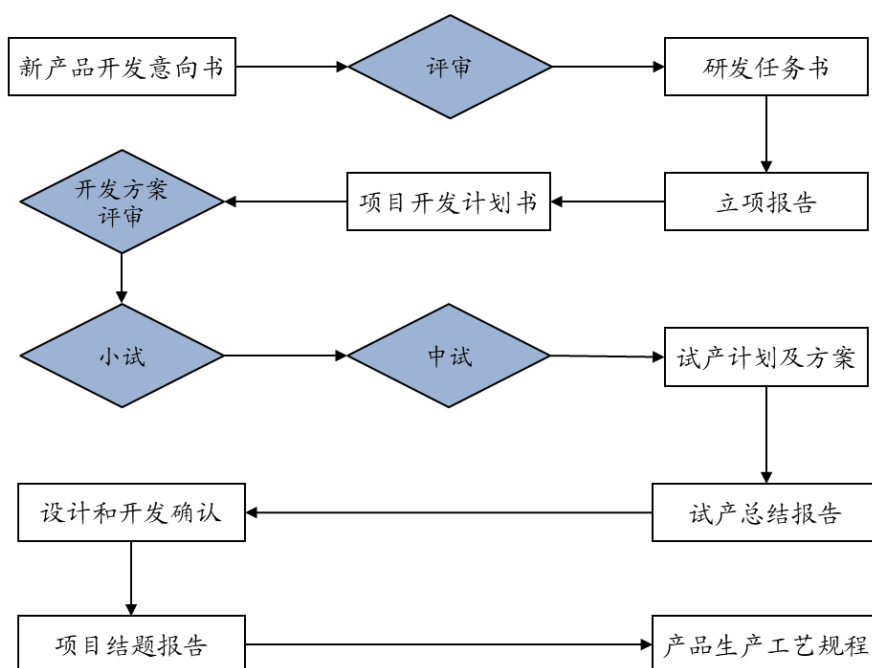 新产品开发意向书
评审
研发任务书
立项报告
项目开发计划书
开发方案
评审
小试
中试
试产计划及方案
试产总结报告
设计和开发确认
项目结题报告
产品生产工艺规程